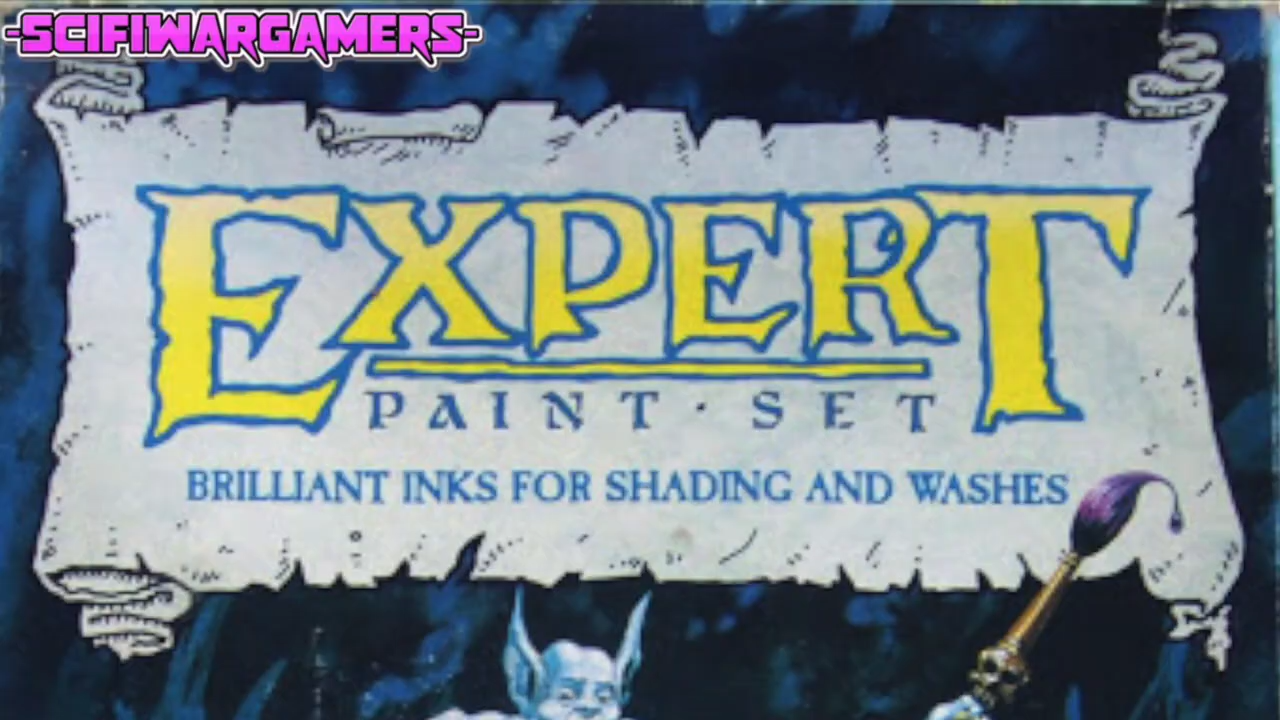 -SCIFIWARGAMERS-
EXPERT
PAINT · SET
BRILLIANT INKS FOR SHADING AND WASHES